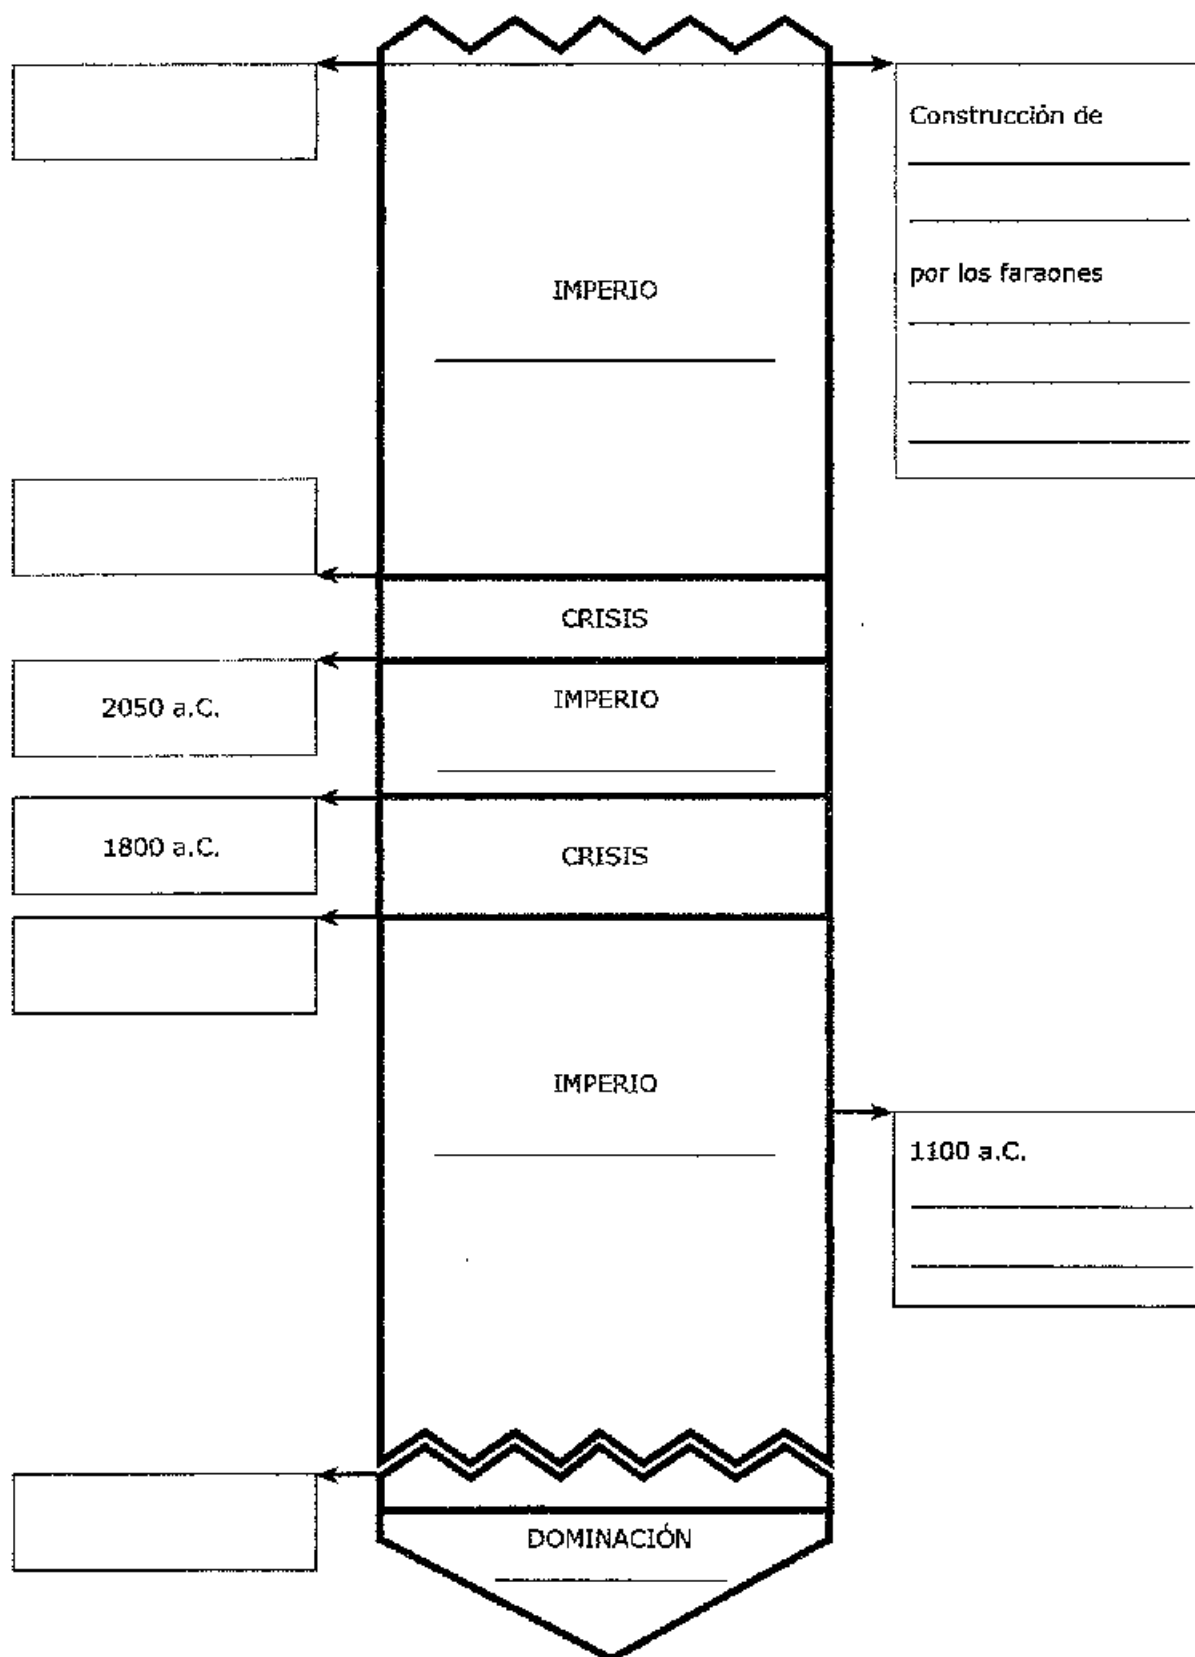 Construcción de
por los faraones
IMPERIO
CRISIS
2050 a.C.
IMPERIO
1800 a.C.
CRISIS
IMPERIO
1100 a.C.
DOMINACIÓN